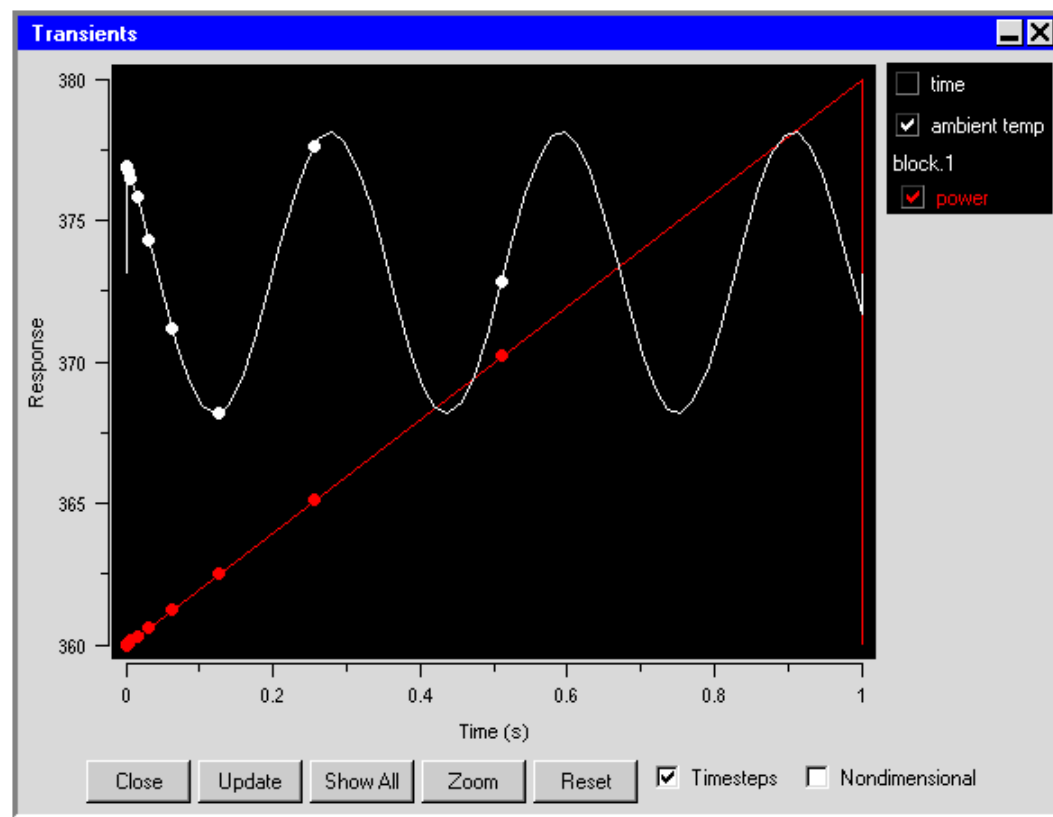 Transients
time
ambient temp
block.1
power
380
375
370
365
360
Response
0
0.2
0.4
0.6
0.8
1
Time (s)
Close
Update
Show All
Zoom
Reset
Timesteps
Nondimensional